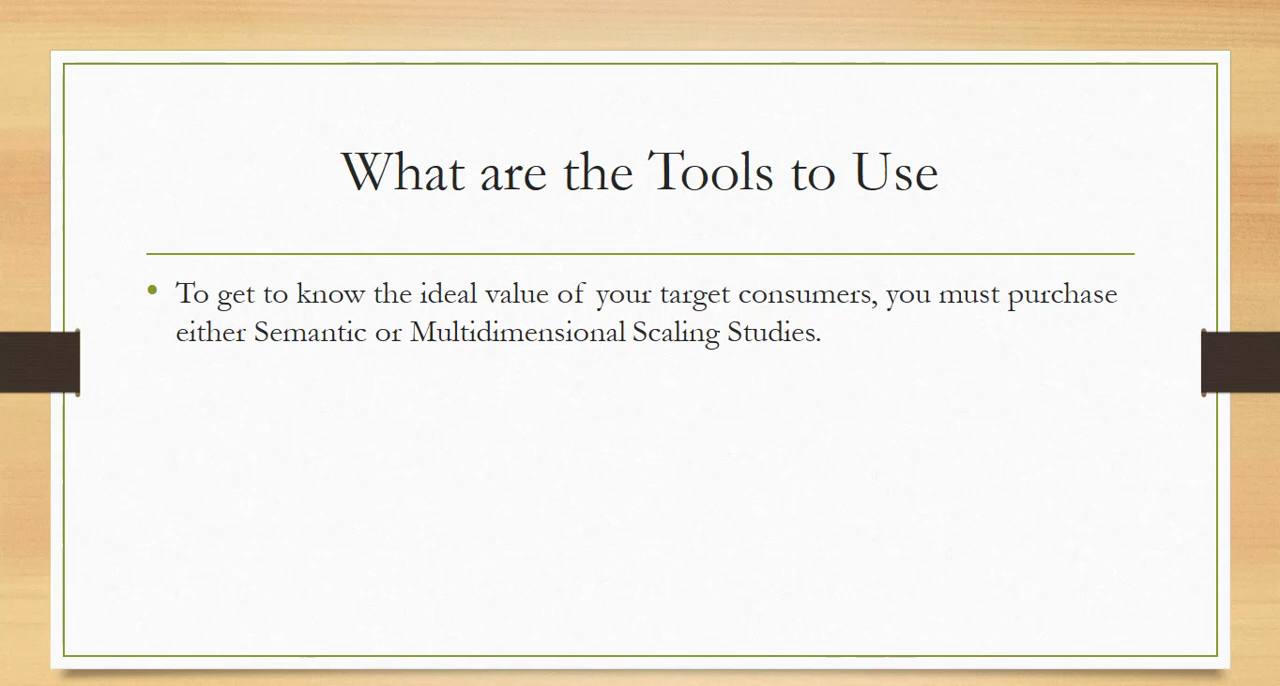 What are the Tools to Use
To get to know the ideal value of your target consumers, you must purchase
either Semantic or Multidimensional Scaling Studies.